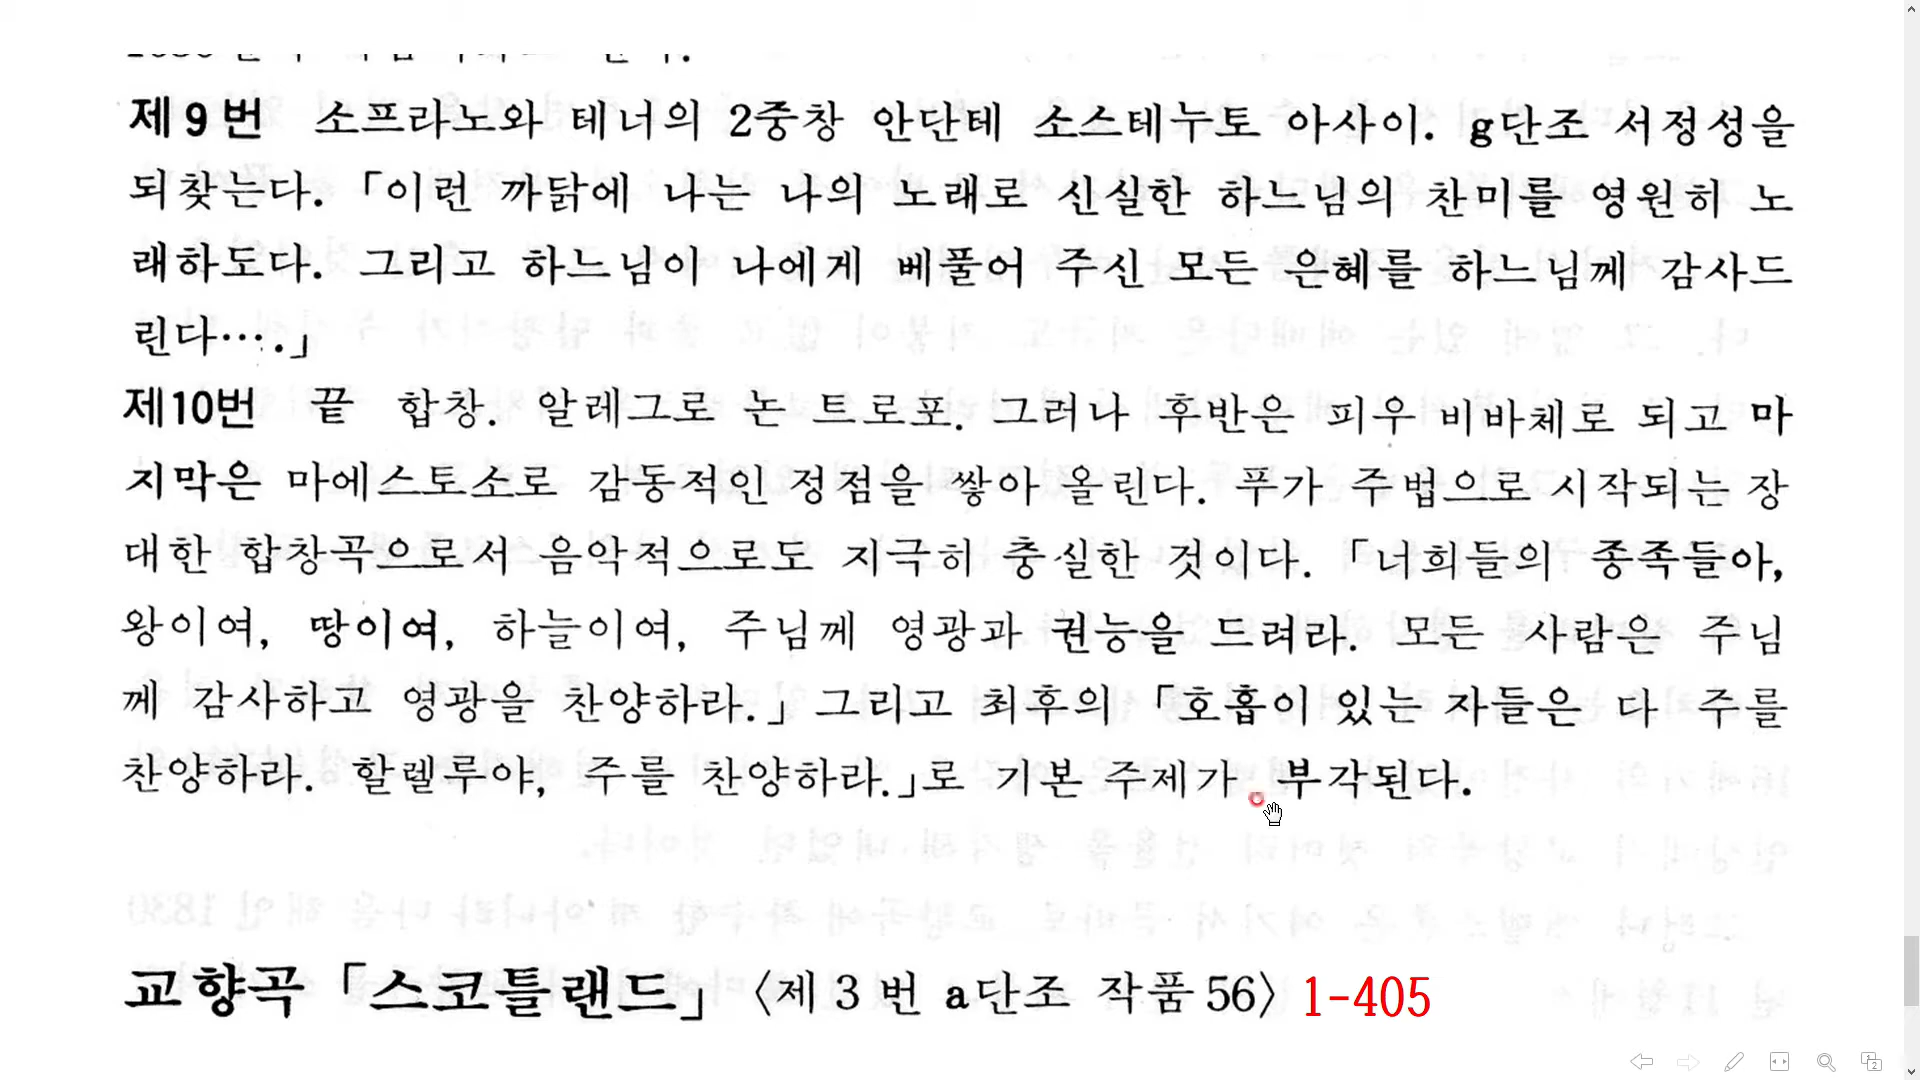 제9번 소프라노와 테너의 2중창 안단테 소스테누토 아사이. g단조 서정성을
되찾는다. 「이런 까닭에 나는 나의 노래로 신실한 하느님의 찬미를 영원히 노
래하도다. 그리고 하느님이 나에게 베풀어 주신 모든 은혜를 하느님께 감사드
린다….」
제10번 끝 합창. 알레그로 논 트로포. 그러나 후반은 피우 비바체로 되고 마
지막은 마에스토소로 감동적인 정점을 쌓아 올린다. 푸가 주법으로 시작되는 장
대한 합창곡으로서 음악적으로도 지극히 충실한 것이다. 「너희들의 종족들아,
왕이여, 땅이여, 하늘이여, 주님께 영광과 권능을 드려라. 모든 사람은 주님
께 감사하고 영광을 찬양하라.」 그리고 최후의 「호흡이 있는 자들은 다 주를
찬양하라. 할렐루야, 주를 찬양하라.」로 기본 주제가 부각된다.
교향곡 「스코틀랜드」 〈제3번 a단조 작품 56〉 1-405